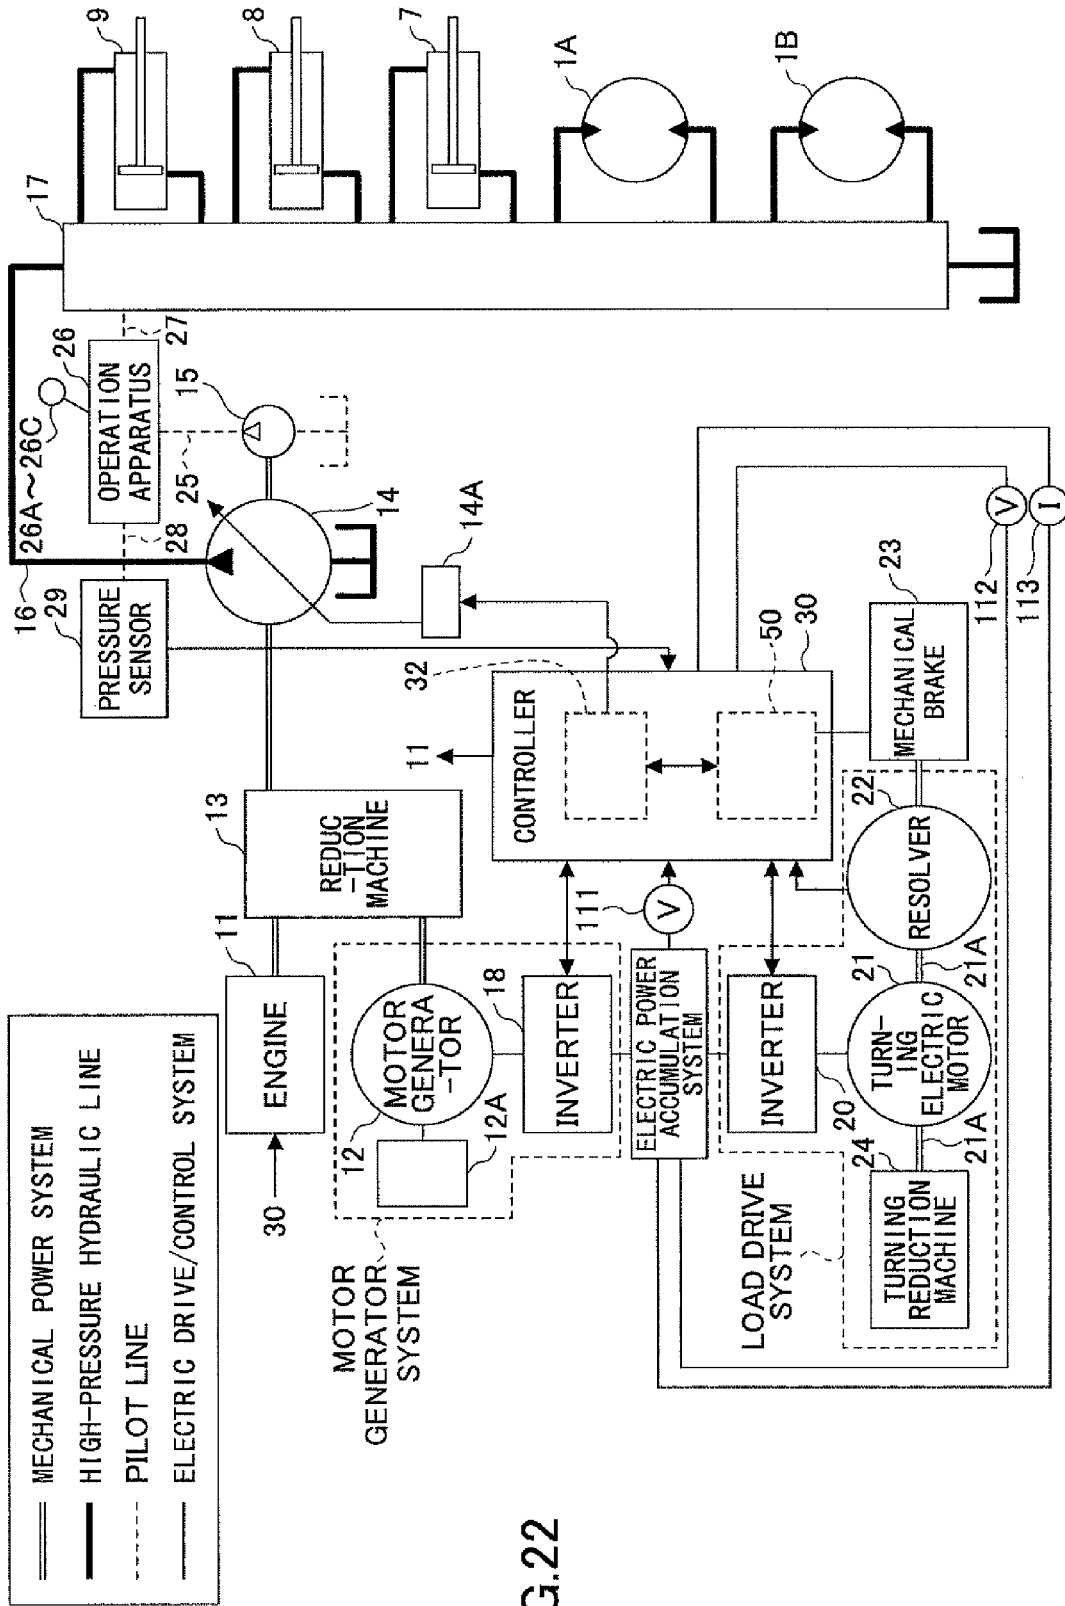 MECHANICAL POWER SYSTEM
HIGH-PRESSURE HYDRAULIC LINE
PILOT LINE
ELECTRIC DRIVE/CONTROL SYSTEM
G.22
16
26A~26C
26
17
9
8
7
1A
1B
29
PRESSURE
SENSOR
28
OPERATION
APPARATUS
27
25
15
14
14A
11
ENGINE
30
13
REDUC
-TION
MACHINE
12
MOTOR
GENERA
-TOR
12A
MOTOR
GENERATOR
SYSTEM
18
INVERTER
11
CONTROLLER
32
50
30
111
V
ELECTRIC POWER
ACCUMULATION
SYSTEM
INVERTER
20
LOAD DRIVE
SYSTEM
24
TURNING
REDUCTION
MACHINE
21A
21
TURN-
ING
ELECTRIC
MOTOR
21A
22
RESOLVER
MECHANICAL
BRAKE
23
V
112
I
113